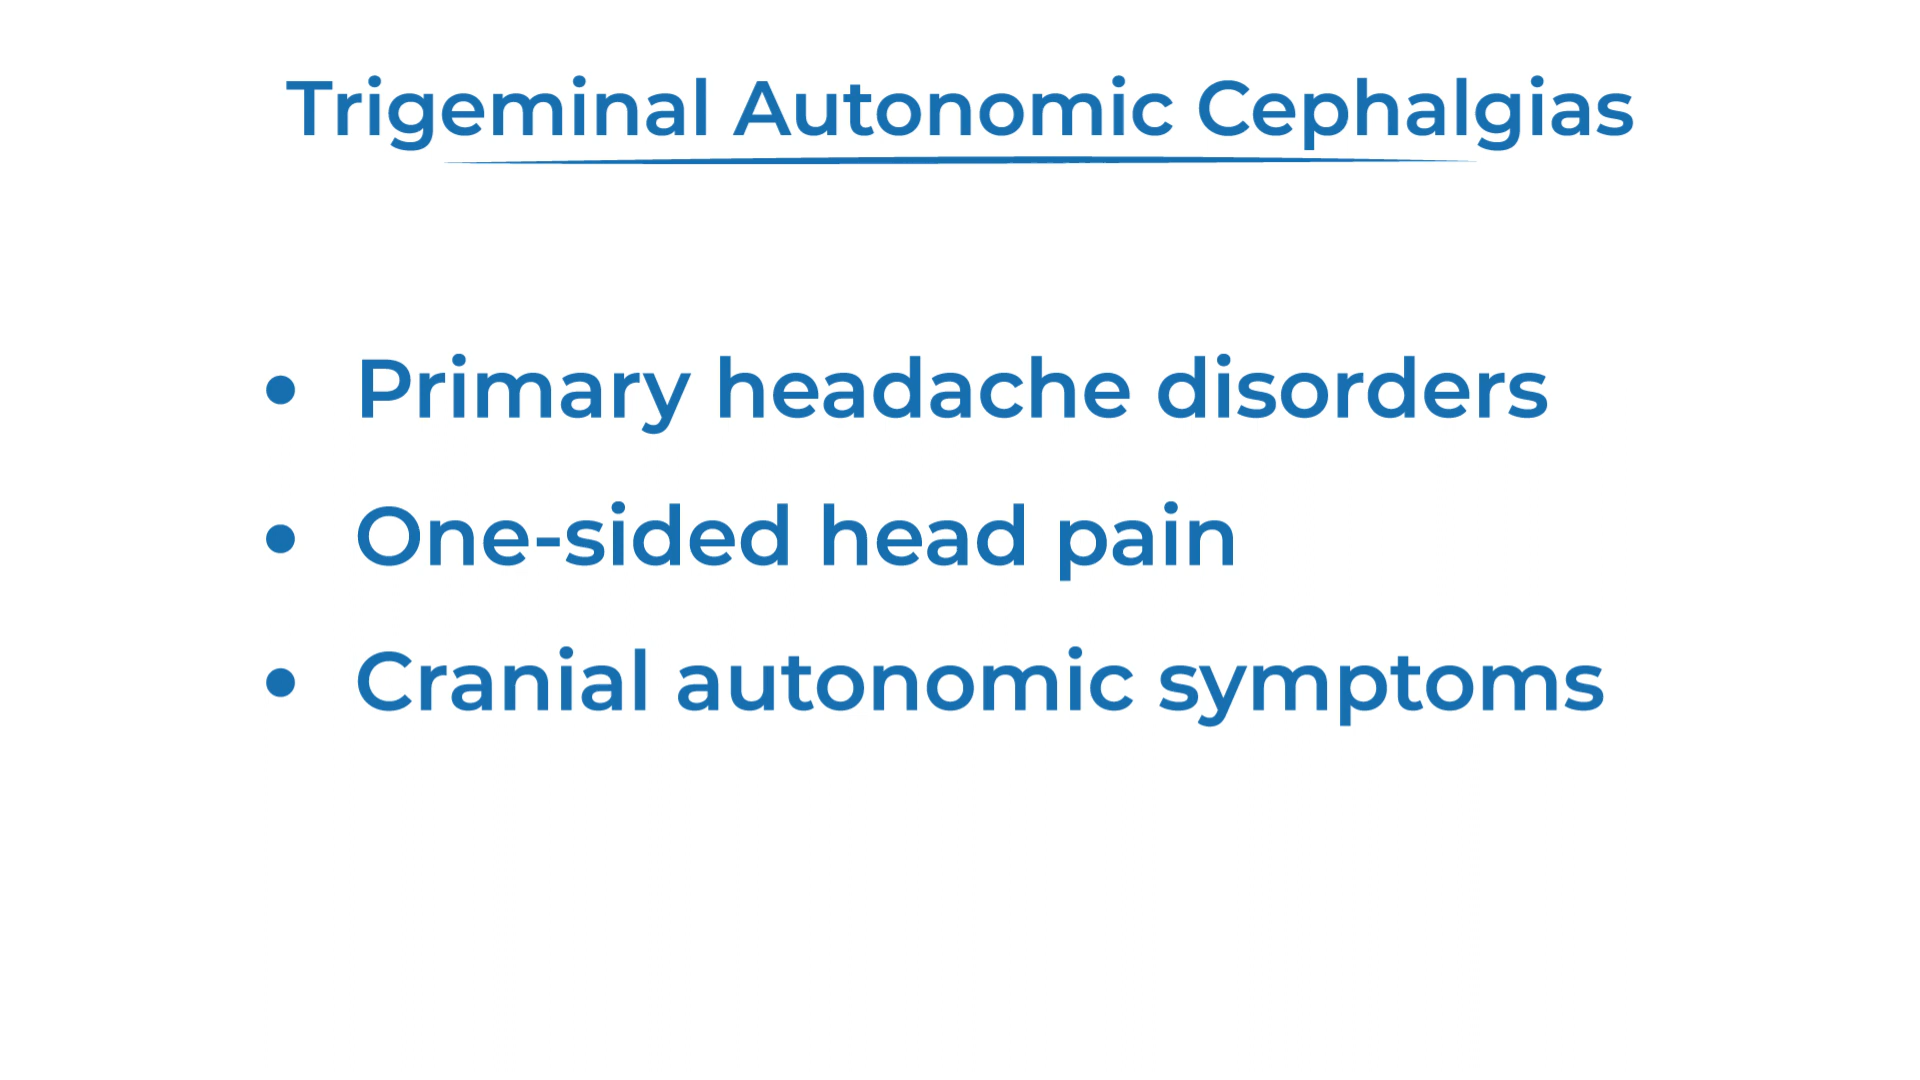 Trigeminal Autonomic Cephalgias
• Primary headache disorders
• One-sided head pain
• Cranial autonomic symptoms